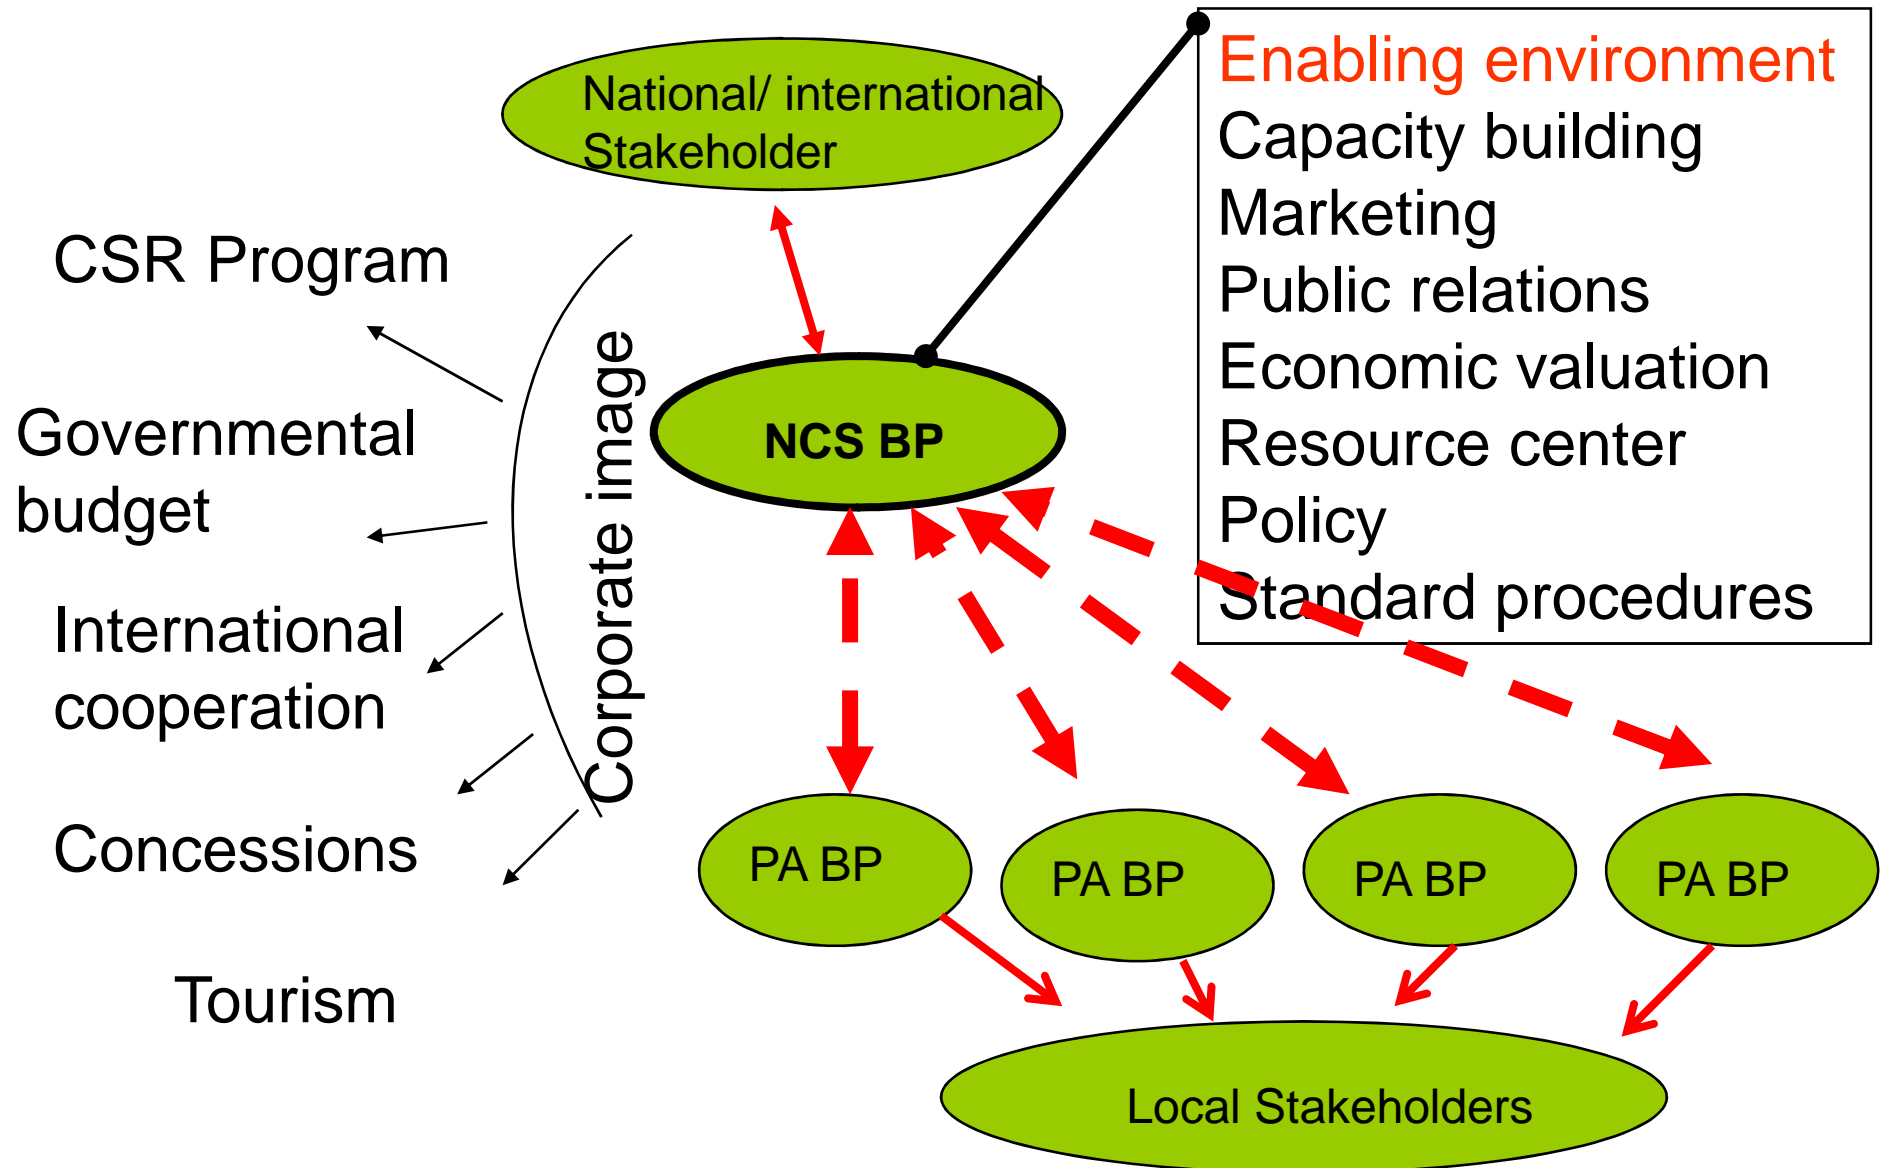 National/ international
Stakeholder
Enabling environment
Capacity building
Marketing
Public relations
Economic valuation
Resource center
Policy
Standard procedures
CSR Program
Governmental
budget
International
cooperation
Concessions
Tourism
Corporate image
NCS BP
PA BP
PA BP
PA BP
PA BP
Local Stakeholders